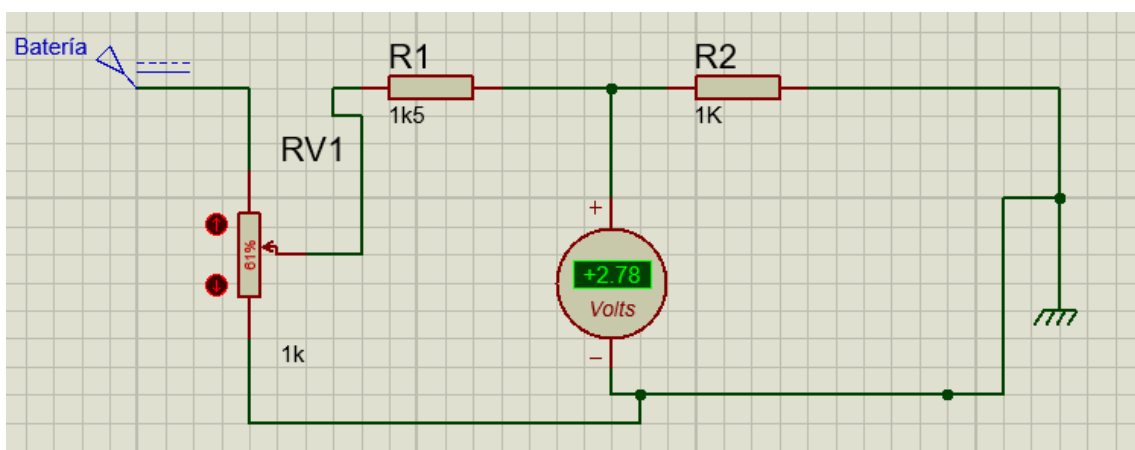 Batería
R1
1k5
R2
1K
RV1
61%
1k
+
+2.78
Volts
−